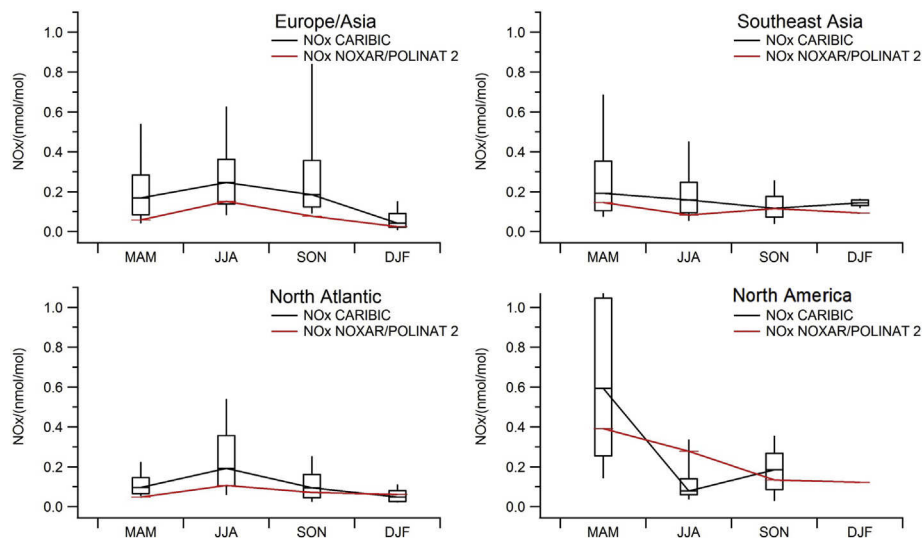 Europe/Asia
NOx CARIBIC
NOx NOXAR/POLINAT 2
NOx/(nmol/mol)
1.0
0.8
0.6
0.4
0.2
0.0
MAM JJA SON DJF
Southeast Asia
NOx CARIBIC
NOx NOXAR/POLINAT 2
NOx/(nmol/mol)
1.0
0.8
0.6
0.4
0.2
0.0
MAM JJA SON DJF
North Atlantic
NOx CARIBIC
NOx NOXAR/POLINAT 2
NOx/(nmol/mol)
1.0
0.8
0.6
0.4
0.2
0.0
MAM JJA SON DJF
North America
NOx CARIBIC
NOx NOXAR/POLINAT 2
NOx/(nmol/mol)
1.0
0.8
0.6
0.4
0.2
0.0
MAM JJA SON DJF